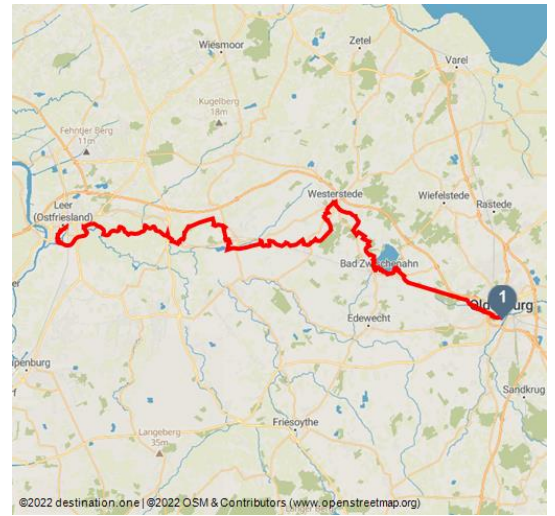 Wiesmoor
Zetel
Varel
Kugelberg
18m
Fehntjer Berg
11m
Leer
(Ostfriesland)
Westerstede
Wiefelstede
Rastede
Bad Zwischenahn
1
Edewecht
Sandkrug
Friesoythe
Langeberg
35m
©2022 destination.one | ©2022 OSM & Contributors (www.openstreetmap.org)